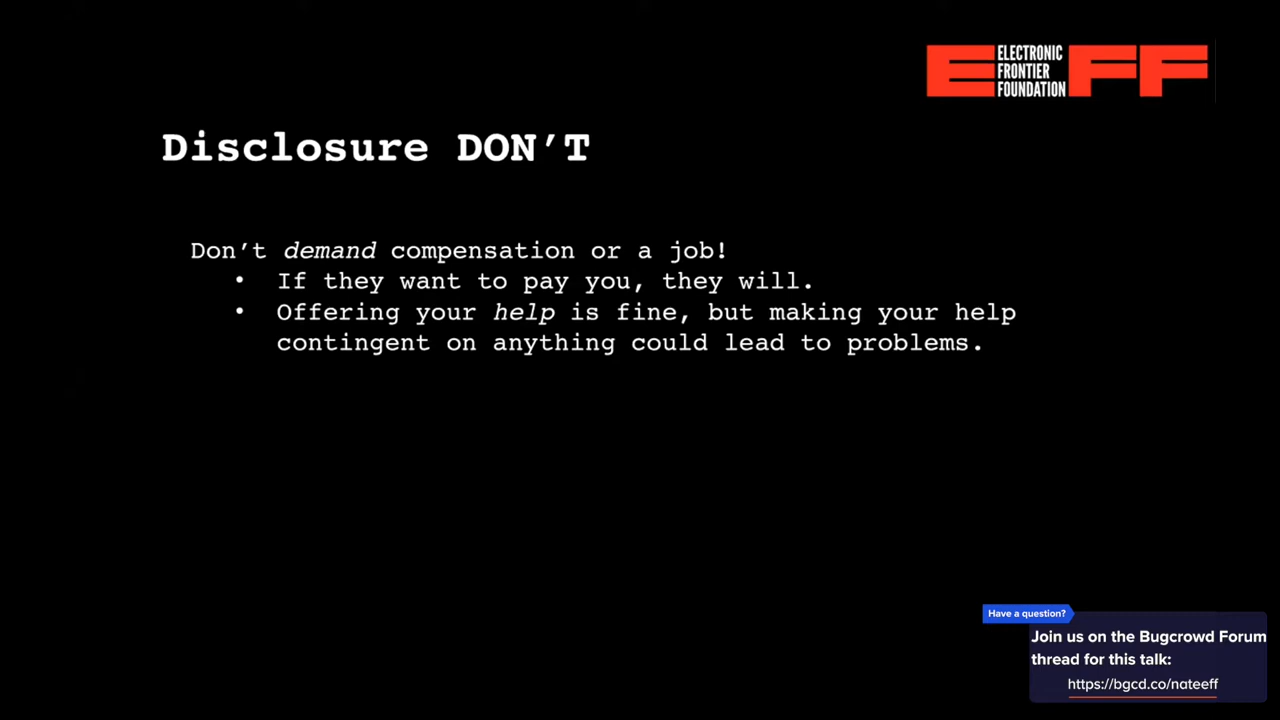 EFF
ELECTRONIC
FRONTIER
FOUNDATION
Disclosure DON’T
Don’t demand compensation or a job!
• If they want to pay you, they will.
• Offering your help is fine, but making your help
contingent on anything could lead to problems.
Have a question?
Join us on the Bugcrowd Forum
thread for this talk:
https://bgcd.co/nateeff